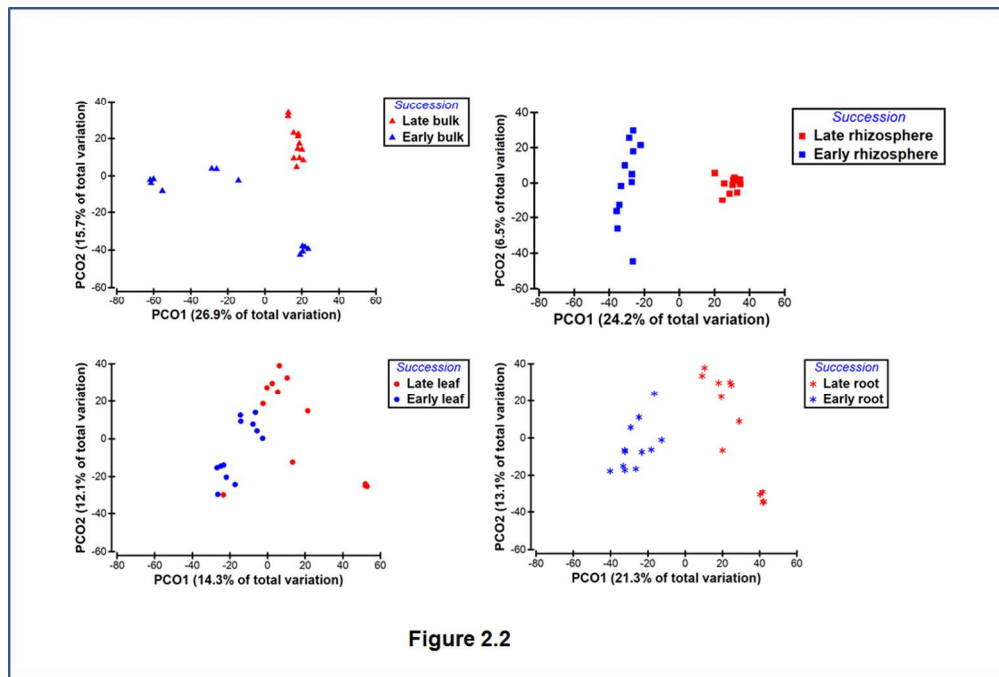 Succession
Late bulk
Early bulk
40
20
0
-20
-40
-60
PCO2 (15.7% of total variation)
-80 -60 -40 -20 0 20 40 60
PCO1 (26.9% of total variation)
Succession
Late rhizosphere
Early rhizosphere
40
20
0
-20
-40
-60
PCO2 (6.5% of total variation)
-80 -60 -40 -20 0 20 40 60
PCO1 (24.2% of total variation)
Succession
Late leaf
Early leaf
40
20
0
-20
-40
-60
PCO2 (12.1% of total variation)
-80 -60 -40 -20 0 20 40 60
PCO1 (14.3% of total variation)
Succession
Late root
Early root
40
20
0
-20
-40
-60
PCO2 (13.1% of total variation)
-80 -60 -40 -20 0 20 40 60
PCO1 (21.3% of total variation)
Figure 2.2